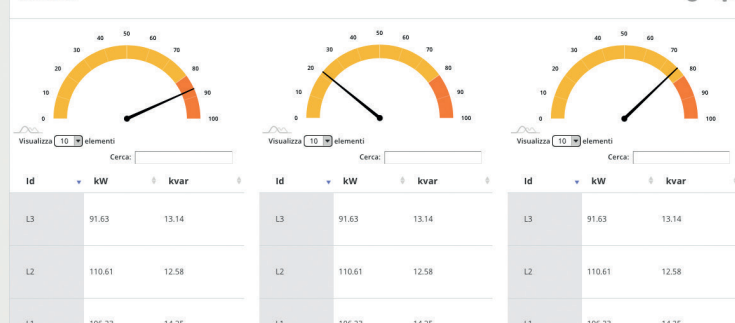 0 10 20 30 40 50 60 70 80 90 100
0 10 20 30 40 50 60 70 80 90 100
0 10 20 30 40 50 60 70 80 90 100
Visualizza 10 elementi
Visualizza 10 elementi
Visualizza 10 elementi
Cerca:
Cerca:
Cerca:
Id kW kvar
Id kW kvar
Id kW kvar
L3 91.63 13.14
L3 91.63 13.14
L3 91.63 13.14
L2 110.61 12.58
L2 110.61 12.58
L2 110.61 12.58